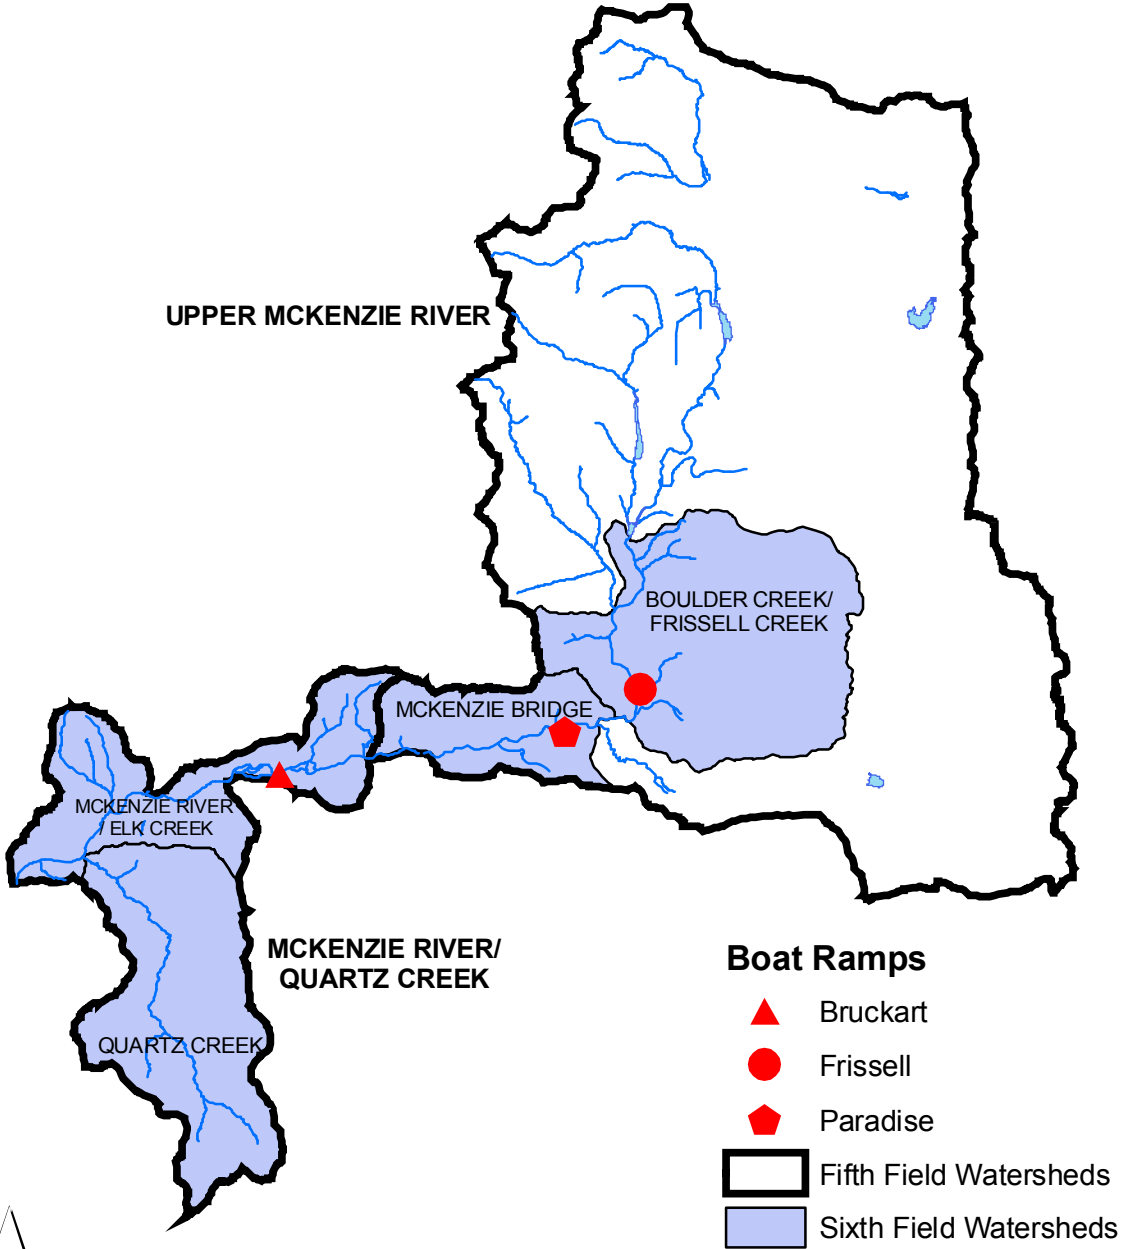 UPPER MCKENZIE RIVER
BOULDER CREEK/
FRISSELL CREEK
MCKENZIE BRIDGE
MCKENZIE RIVER
/ ELK CREEK
MCKENZIE RIVER/
QUARTZ CREEK
QUARTZ CREEK
Boat Ramps
Bruckart
Frissell
Paradise
Fifth Field Watersheds
Sixth Field Watersheds